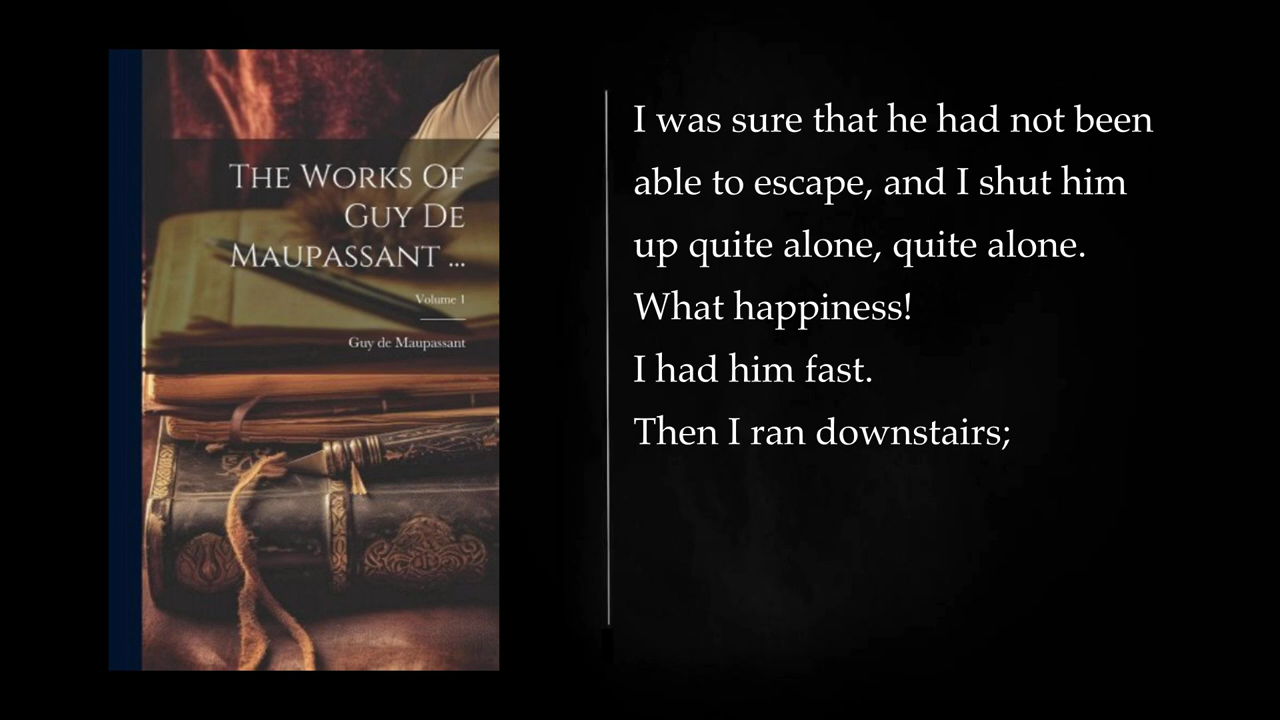 THE WORKS OF
GUY DE
MAUPASSANT ...
Volume 1
Guy de Maupassant
I was sure that he had not been
able to escape, and I shut him
up quite alone, quite alone.
What happiness!
I had him fast.
Then I ran downstairs;